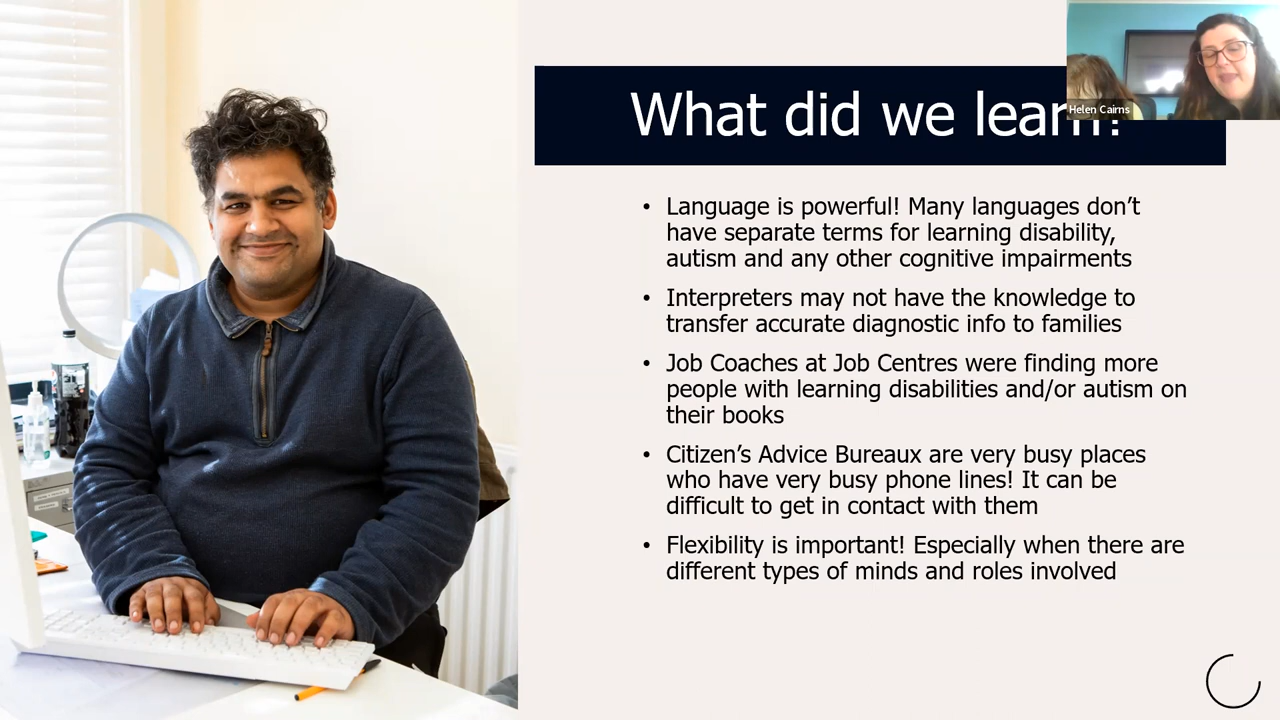 What did we learn?
Helen Cairns
• Language is powerful! Many languages don’t
have separate terms for learning disability,
autism and any other cognitive impairments
• Interpreters may not have the knowledge to
transfer accurate diagnostic info to families
• Job Coaches at Job Centres were finding more
people with learning disabilities and/or autism on
their books
• Citizen’s Advice Bureaux are very busy places
who have very busy phone lines! It can be
difficult to get in contact with them
• Flexibility is important! Especially when there are
different types of minds and roles involved